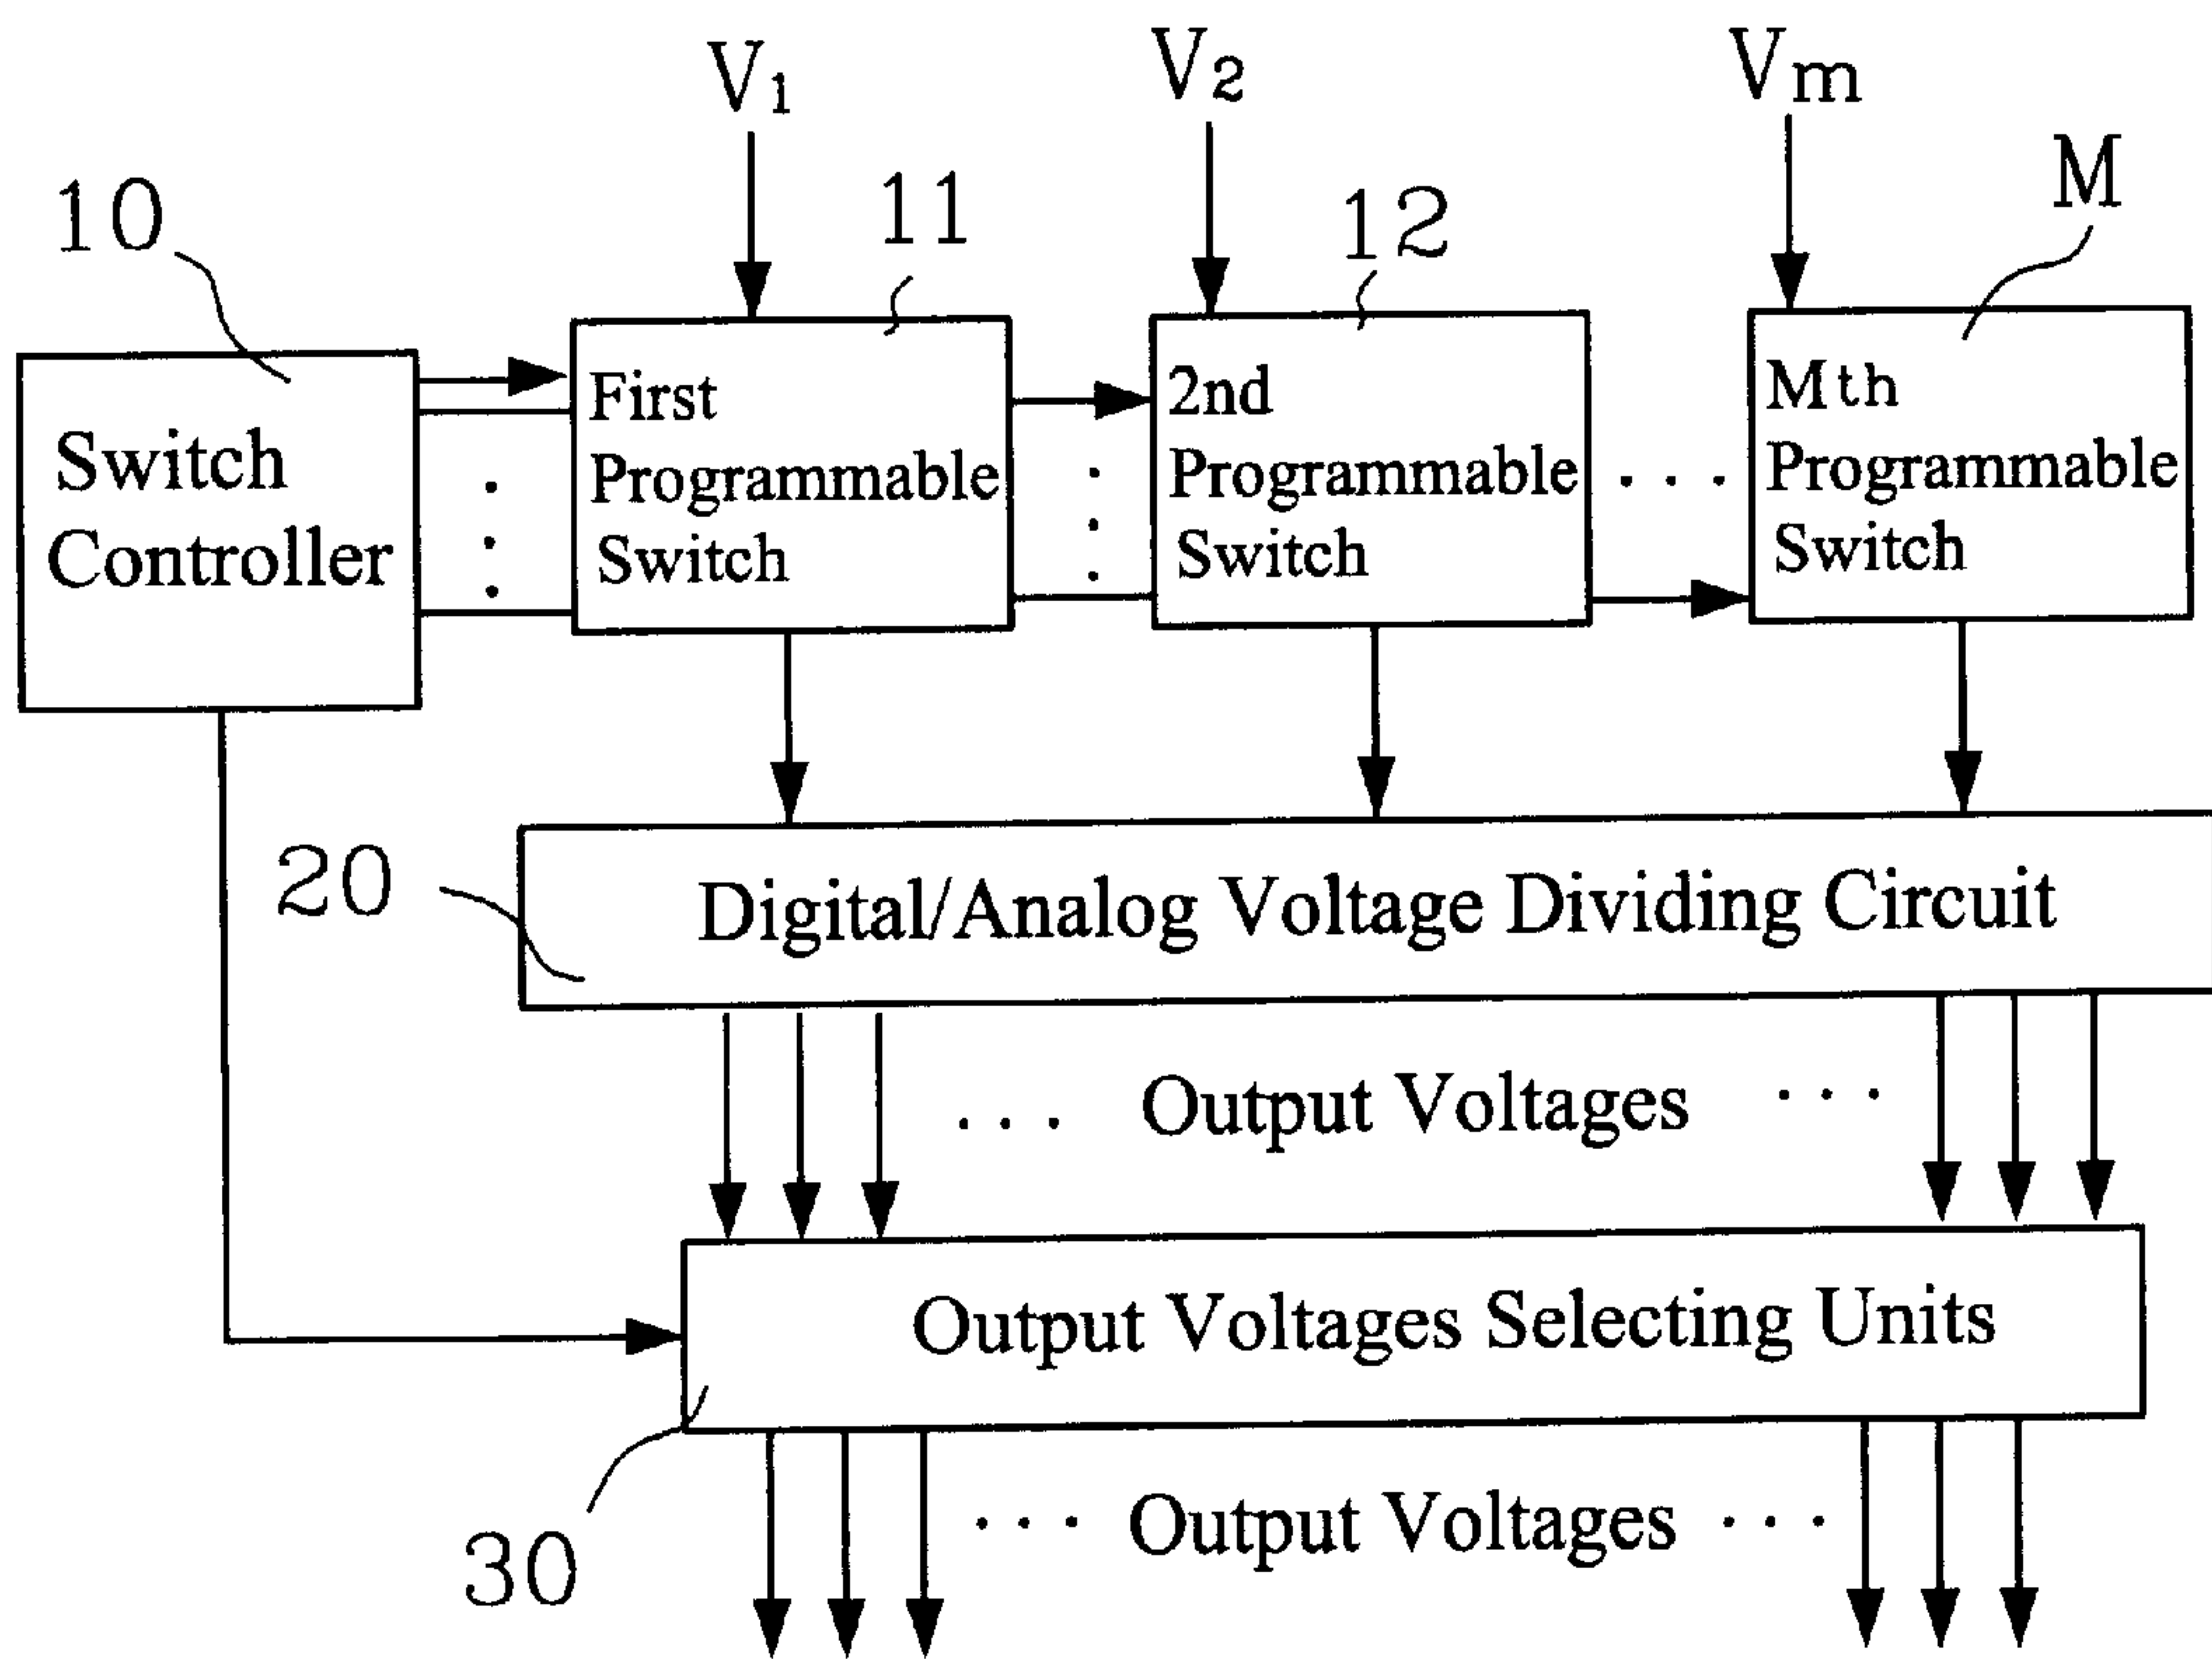 V1
V2
Vm
10
11
12
M
Switch
Controller
First
Programmable
Switch
2nd
Programmable
Switch
. . .
Mth
Programmable
Switch
20
Digital/Analog Voltage Dividing Circuit
. . . Output Voltages . . .
Output Voltages Selecting Units
30
. . . Output Voltages . . .